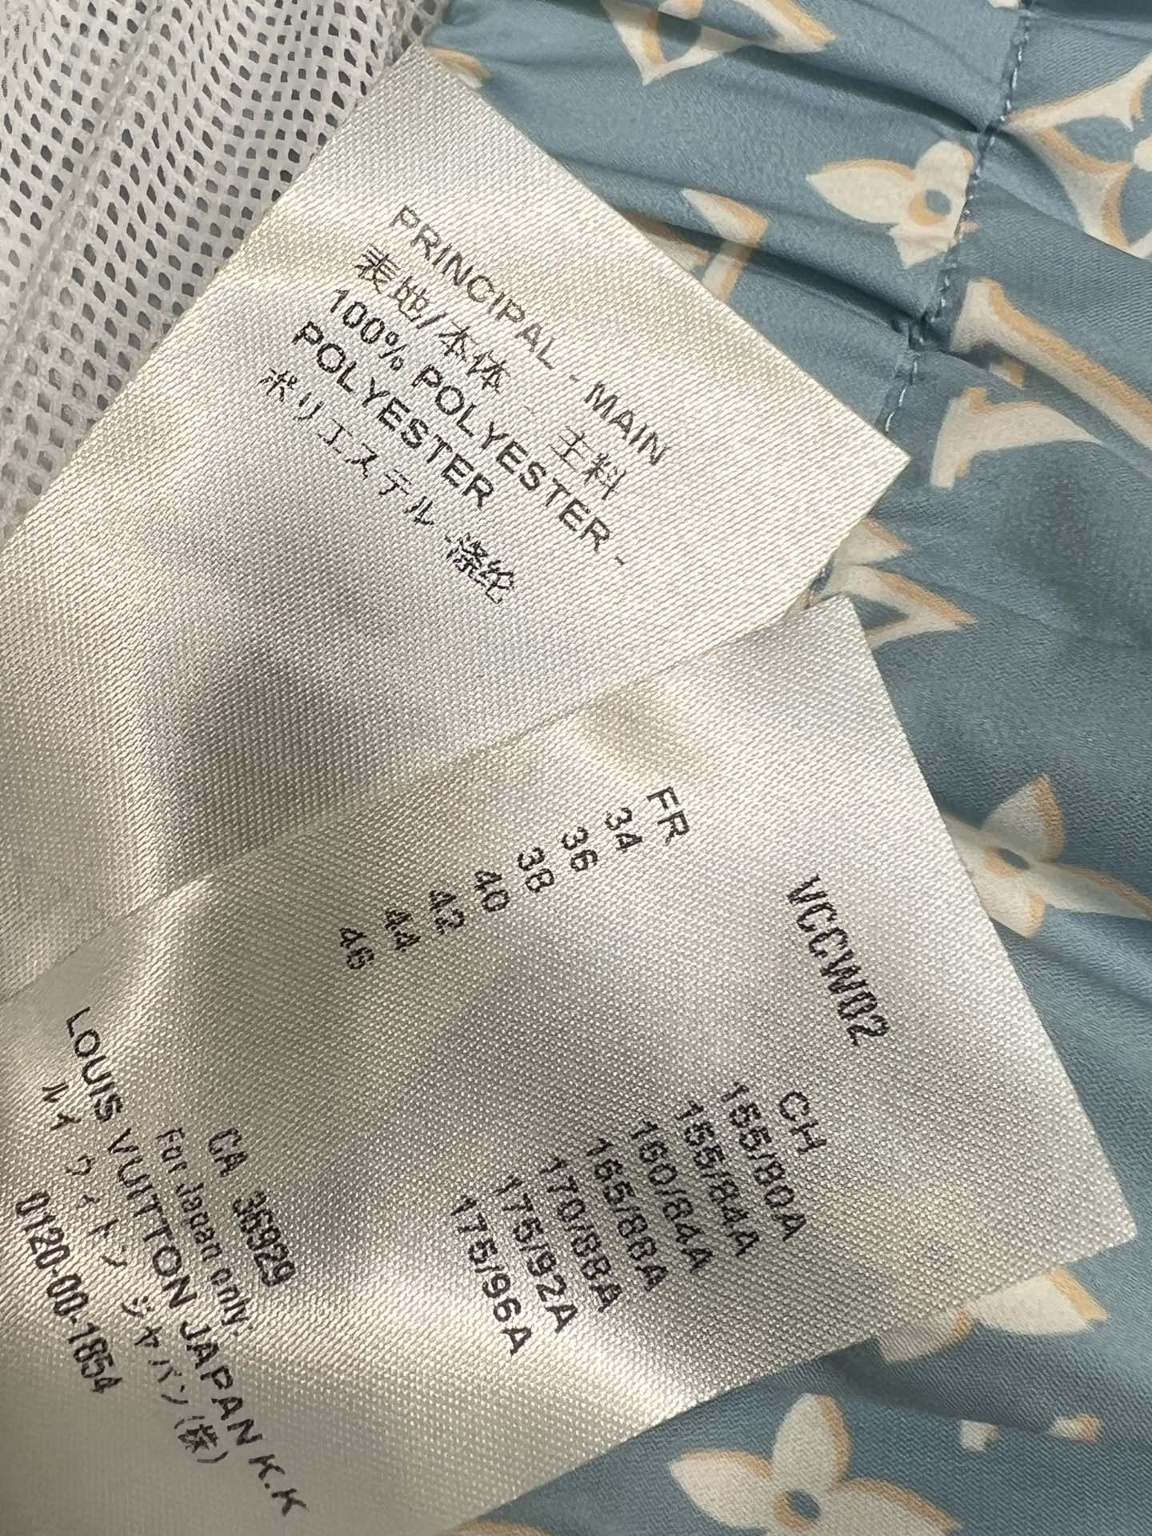 PRINCIPAL - MAIN
表地/本体 - 主料
100% POLYESTER -
POLYESTER
ポリエステル -涤纶
VCCW02
FR
34
36
38
40
42
44
46
CH
155/80A
155/84A
160/84A
165/88A
170/88A
175/92A
175/96A
CA 36929
For Japan only.
LOUIS VUITTON JAPAN K.K
ルイ ヴィトン ジャパン(株)
0120-00-1854